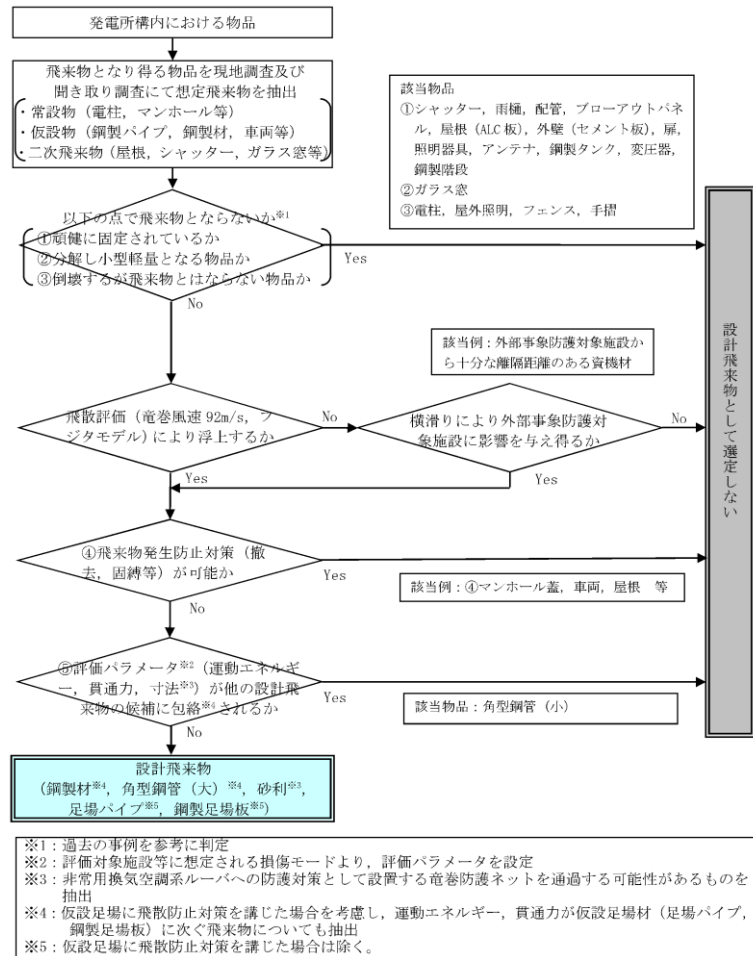 発電所構内における物品
飛来物となり得る物品を現地調査及び
聞き取り調査にて想定飛来物を抽出
・常設物（電柱，マンホール等）
・仮設物（鋼製パイプ，鋼製材，車両等）
・二次飛来物（屋根，シャッター，ガラス窓等）
該当物品
①シャッター，雨樋，配管，ブローアウトパネ
ル，屋根（ALC 板），外壁（セメント板），扉，
照明器具，アンテナ，鋼製タンク，変圧器，
鋼製階段
②ガラス窓
③電柱，屋外照明，フェンス，手摺
以下の点で飛来物とならないか※1
①頑健に固定されているか
②分解し小型軽量となる物品か
③倒壊するが飛来物とはならない物品か
Yes
No
設計飛来物として選定しない
該当例：外部事象防護対象施設か
ら十分な離隔距離のある資機材
飛散評価（竜巻風速 92m/s，フ
ジタモデル）により浮上するか
No
横滑りにより外部事象防護対
象施設に影響を与え得るか
No
Yes
Yes
④飛来物発生防止対策（撤
去，固縛等）が可能か
Yes
該当例：④マンホール蓋，車両，屋根　等
No
⑤評価パラメータ※2（運動エネルギ
ー，貫通力，寸法※3）が他の設計飛
来物の候補に包絡※4されるか
Yes
該当物品：角型鋼管（小）
No
設計飛来物
（鋼製材※4，角型鋼管（大）※4，砂利※3，
足場パイプ※5，鋼製足場板※5）
※1：過去の事例を参考に判定
※2：評価対象施設等に想定される損傷モードより，評価パラメータを設定
※3：非常用換気空調系ルーバへの防護対策として設置する竜巻防護ネットを通過する可能性があるものを
抽出
※4：仮設足場に飛散防止対策を講じた場合を考慮し，運動エネルギー，貫通力が仮設足場材（足場パイプ，
鋼製足場板）に次ぐ飛来物についても抽出
※5：仮設足場に飛散防止対策を講じた場合は除く。